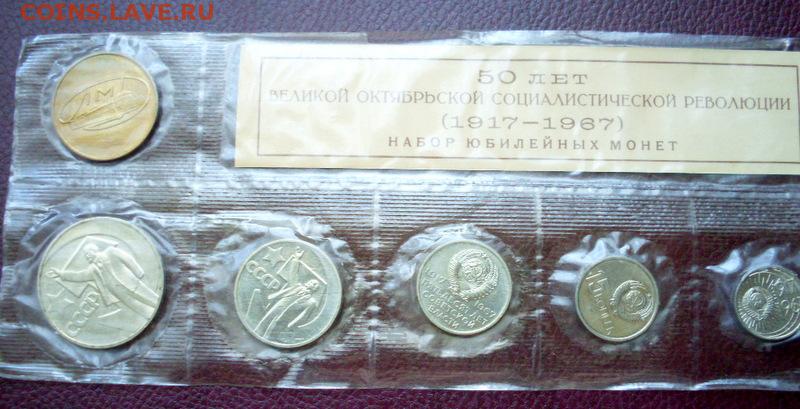 COINS.LAVE.RU
50 ЛЕТ
ВЕЛИКОЙ ОКТЯБРЬСКОЙ СОЦИАЛИСТИЧЕСКОЙ РЕВОЛЮЦИИ
(1917—1967)
НАБОР ЮБИЛЕЙНЫХ МОНЕТ
ЛМД
СССР
СССР